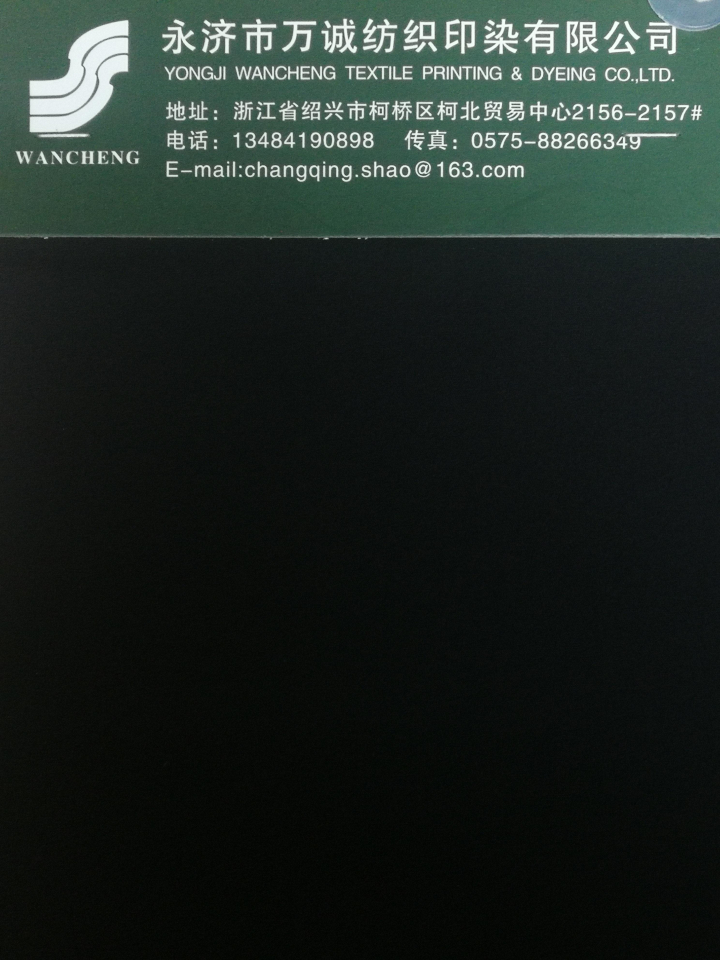 永济市万诚纺织印染有限公司
YONGJI WANCHENG TEXTILE PRINTING & DYEING CO.,LTD.
WANCHENG
地址：浙江省绍兴市柯桥区柯北贸易中心2156-2157#
电话：13484190898 传真：0575-88266349
E-mail:changqing.shao@163.com